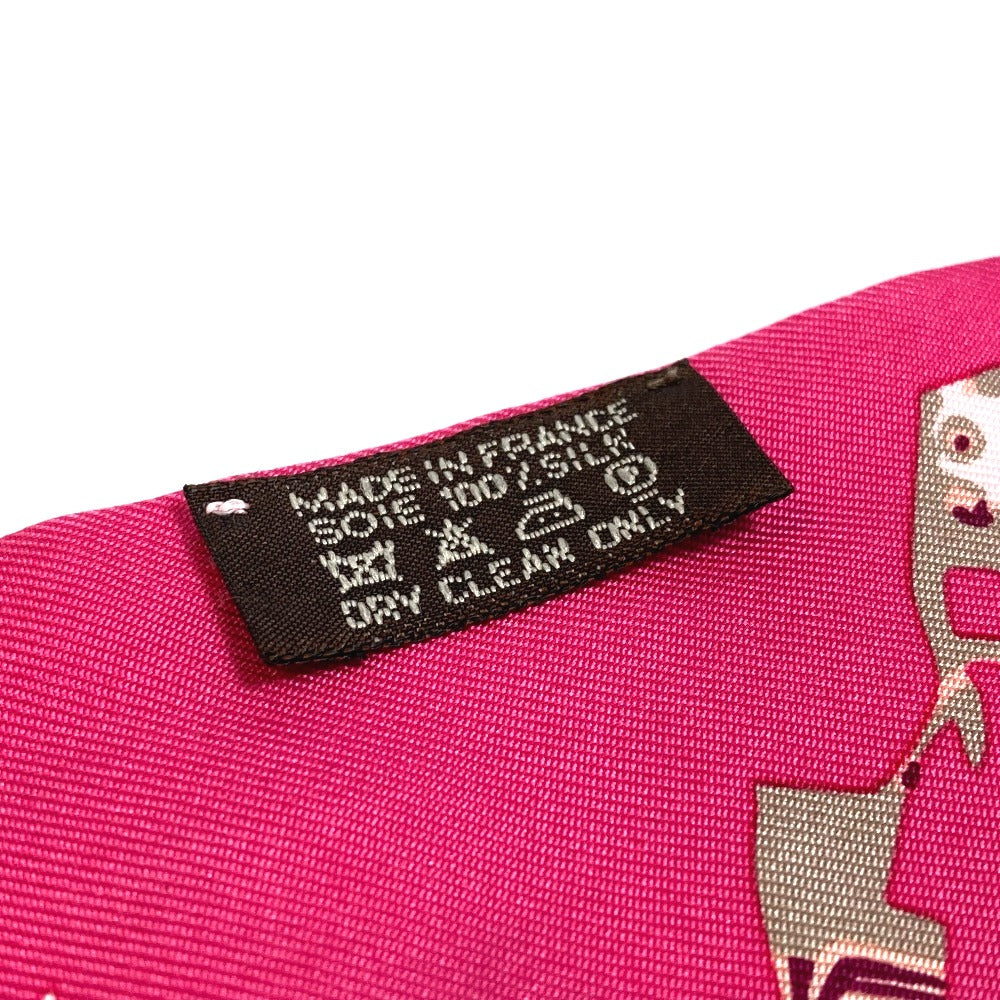 MADE IN FRANCE
SOIE 100% SILK
P
DRY CLEAN ONLY